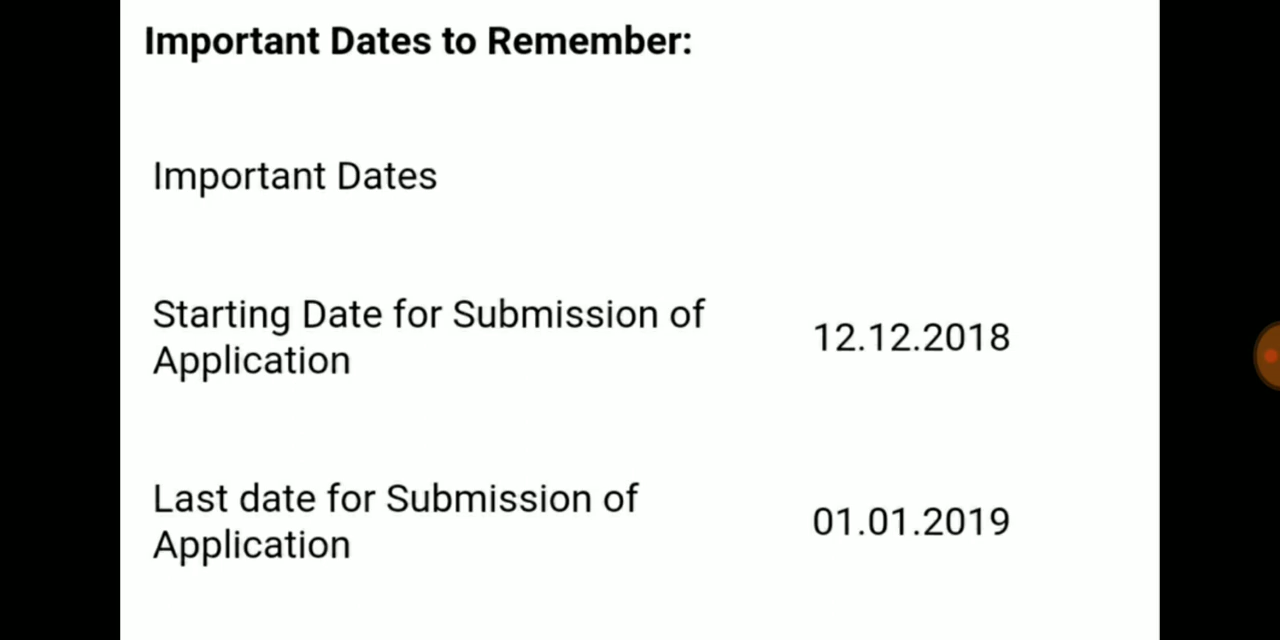 Important Dates to Remember:
Important Dates
Starting Date for Submission of
Application
12.12.2018
Last date for Submission of
Application
01.01.2019